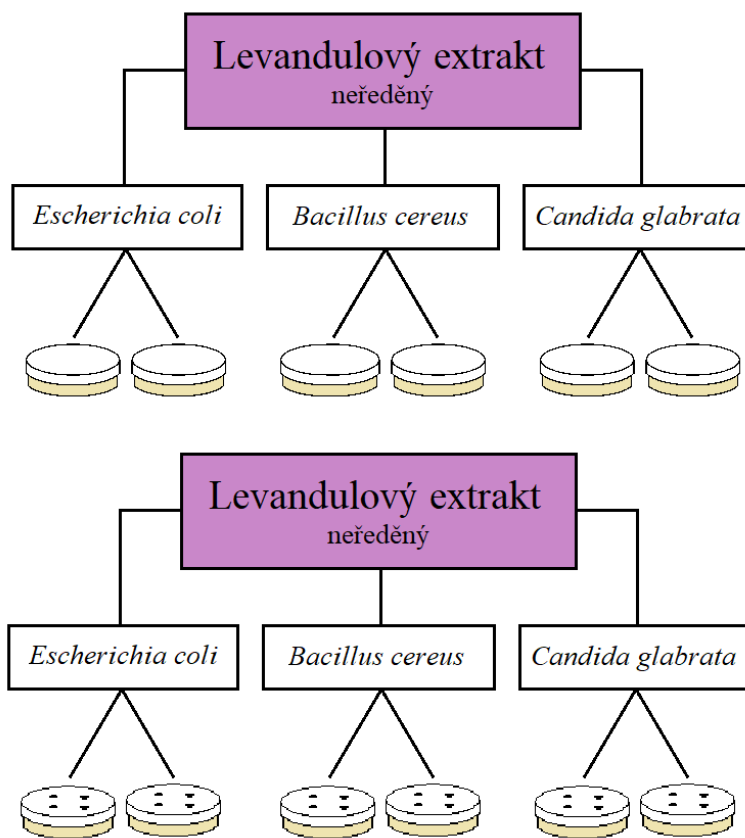 Levandulový extrakt
neředěný
Escherichia coli
Bacillus cereus
Candida glabrata
Levandulový extrakt
neředěný
Escherichia coli
Bacillus cereus
Candida glabrata